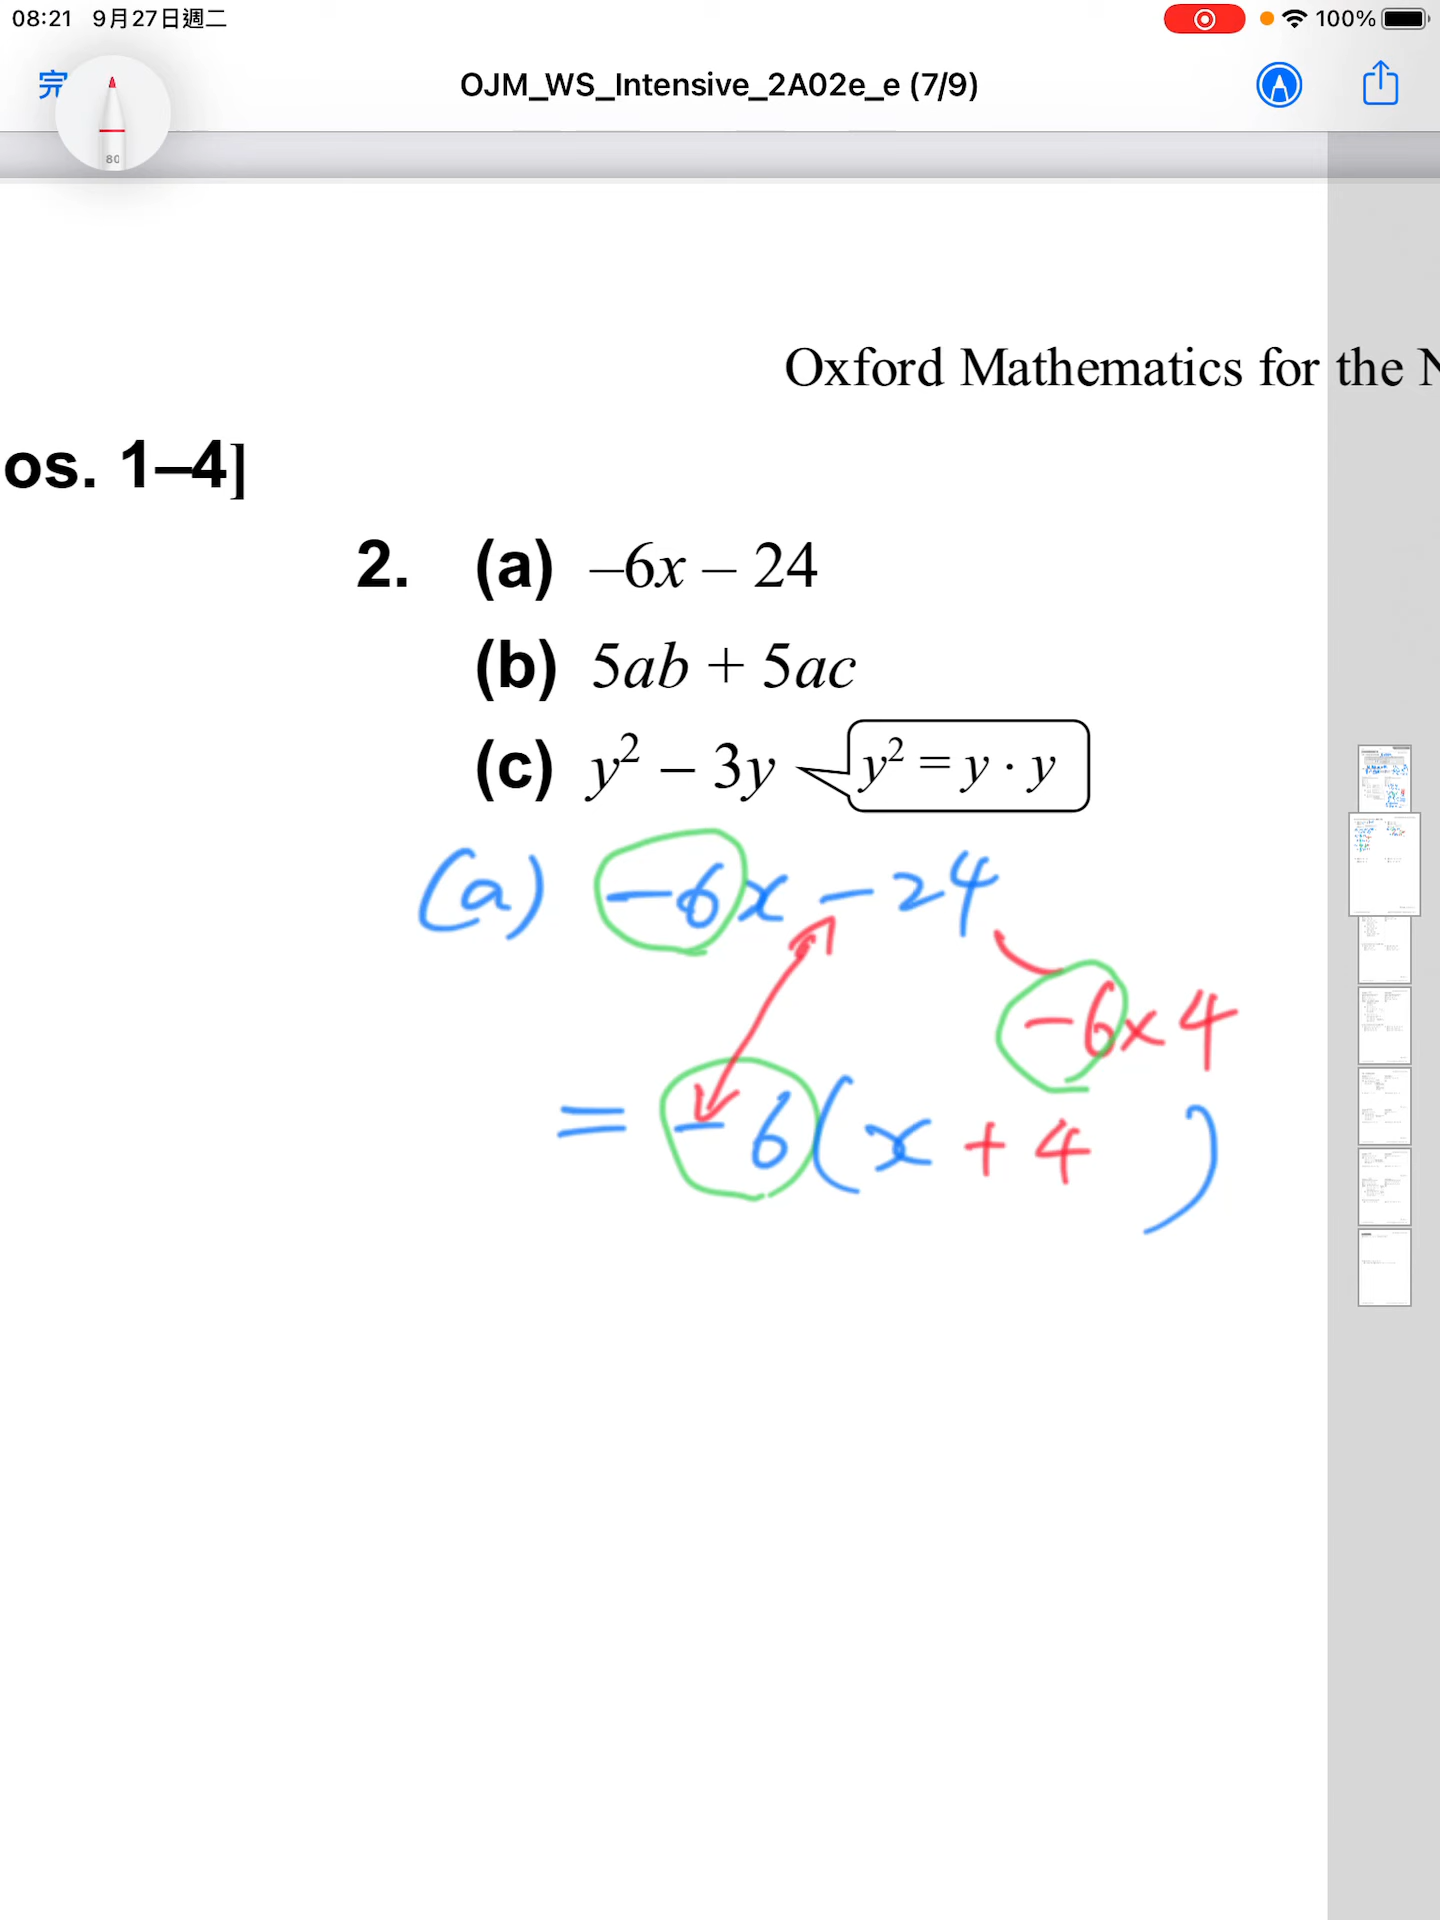 08:21 9月27日週二 100%
完 OJM_WS_Intensive_2A02e_e (7/9)
80
Oxford Mathematics for the N
os. 1–4]
2. (a) –6x – 24
(b) 5ab + 5ac
(c) y² – 3y y² = y · y
(a) -6x - 24
-6x4
= -6(x + 4 )